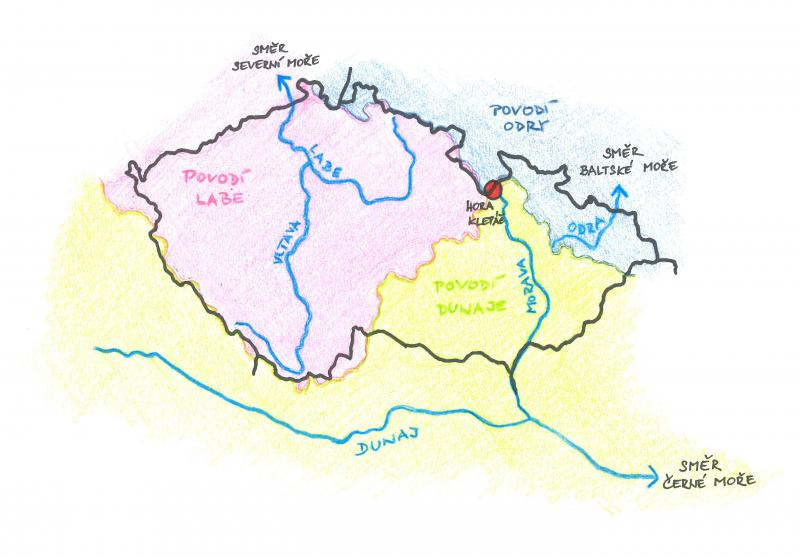 SMĚR
SEVERNÍ MOŘE
POVODÍ
ODRY
SMĚR
BALTSKÉ MOŘE
LABE
POVODÍ
LABE
HORA
KLEPÁČ
ODRA
VLTAVA
MORAVA
POVODÍ
DUNAJE
DUNAJ
SMĚR
ČERNÉ MOŘE